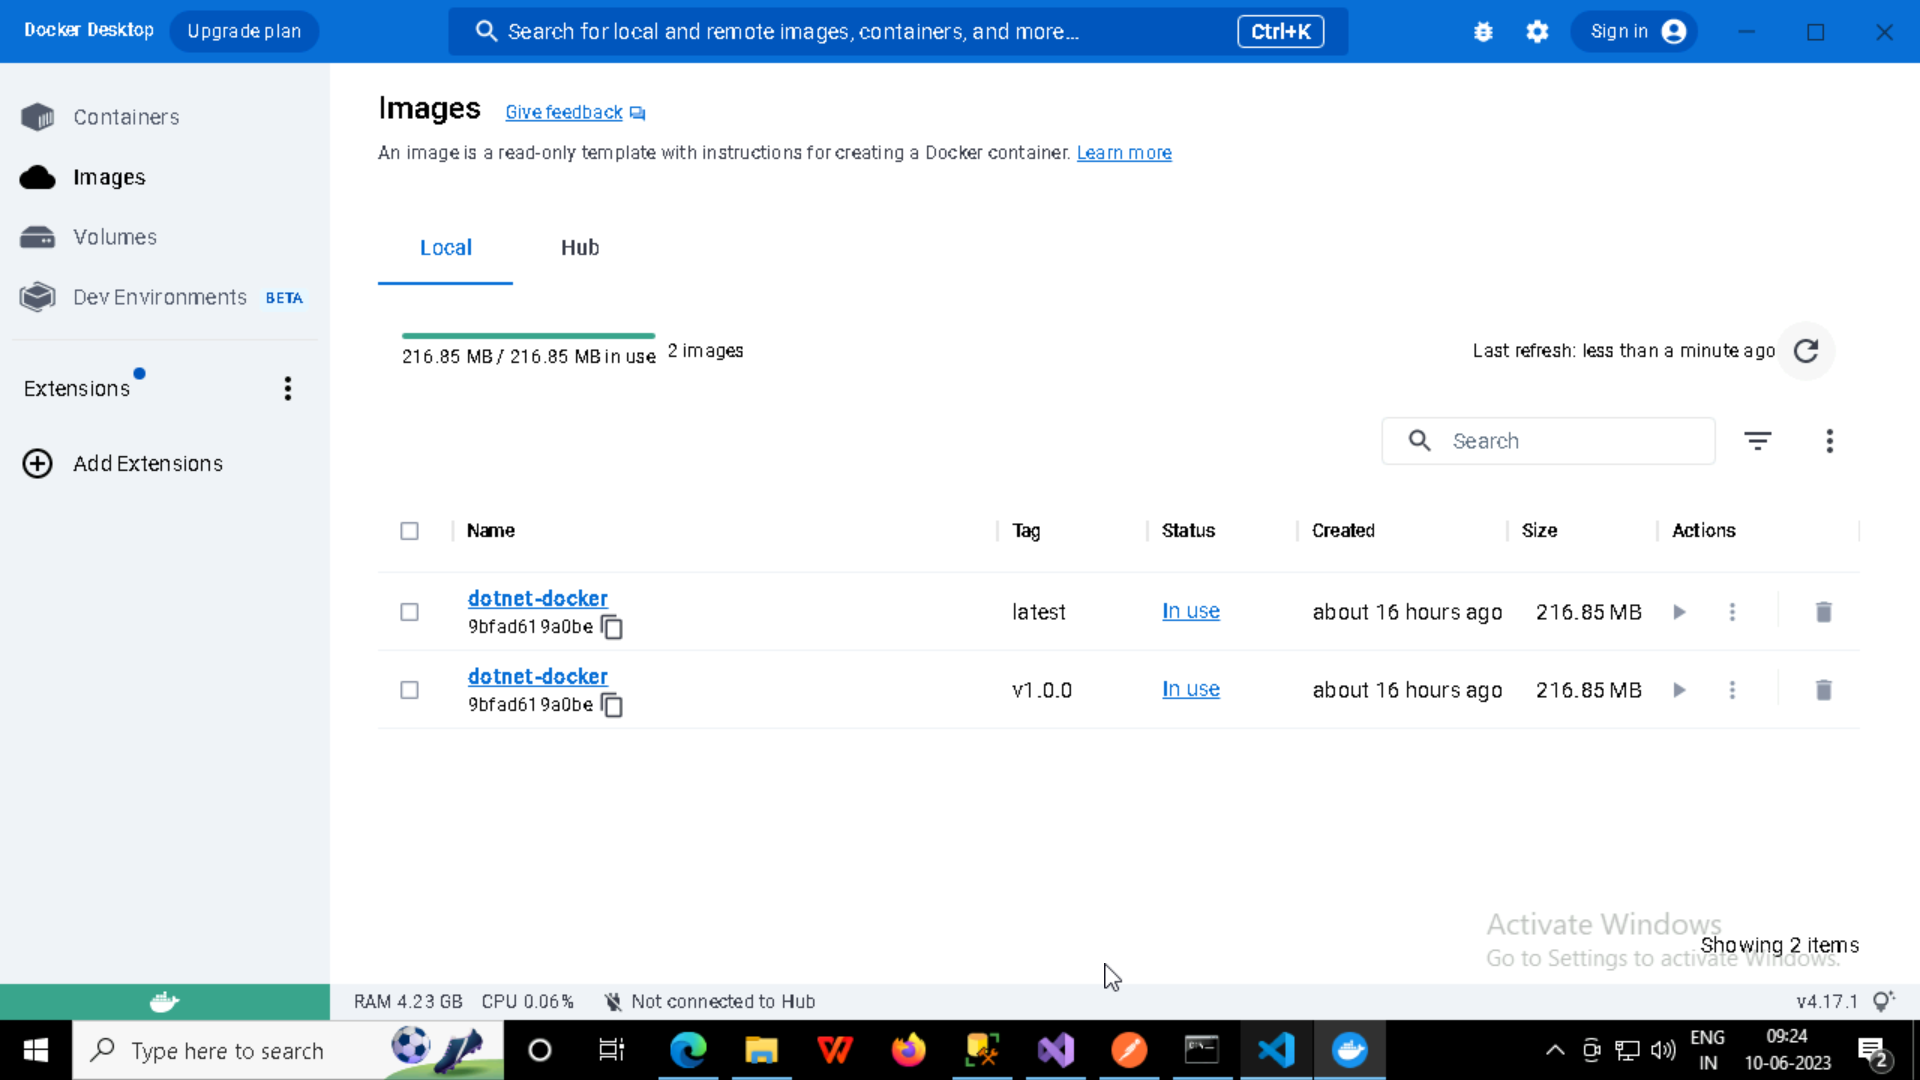 Docker Desktop Upgrade plan Search for local and remote images, containers, and more... Ctrl+K Sign in
Containers
Images
Volumes
Dev Environments BETA
Extensions
Add Extensions
Images Give feedback
An image is a read-only template with instructions for creating a Docker container. Learn more
Local Hub
216.85 MB / 216.85 MB in use 2 images Last refresh: less than a minute ago
Search
Name Tag Status Created Size Actions
dotnet-docker
9bfad619a0be latest In use about 16 hours ago 216.85 MB
dotnet-docker
9bfad619a0be v1.0.0 In use about 16 hours ago 216.85 MB
Activate Windows
Showing 2 items
Go to Settings to activate Windows.
RAM 4.23 GB CPU 0.06% Not connected to Hub v4.17.1
Type here to search
ENG
IN
09:24
10-06-2023
2